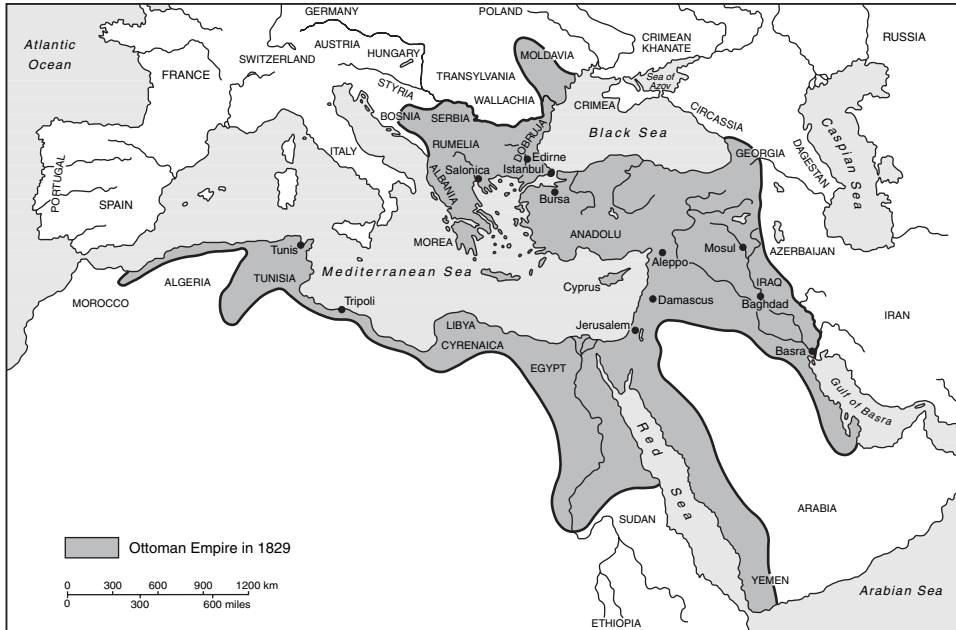 GERMANY
POLAND
Atlantic
Ocean
AUSTRIA
HUNGARY
SWITZERLAND
FRANCE
MOLDAVIA
CRIMEAN
KHANATE
RUSSIA
TRANSYLVANIA
Sea of
Azov
STYRIA
WALLACHIA
CRIMEA
CIRCASSIA
BOSNIA
SERBIA
Black Sea
Caspian Sea
RUMELIA
DOBRUJA
ITALY
PORTUGAL
SPAIN
ALBANIA
Salonica
Edirne
Istanbul
Bursa
GEORGIA
DAGESTAN
MOREA
ANADOLU
Mosul
AZERBAIJAN
Tunis
Aleppo
Mediterranean Sea
MOROCCO
ALGERIA
TUNISIA
Cyprus
IRAQ
Baghdad
Tripoli
Damascus
IRAN
LIBYA
CYRENAICA
Jerusalem
Basra
EGYPT
Gulf of Basra
Red Sea
SUDAN
ARABIA
Ottoman Empire in 1829
0 300 600 900 1200 km
0 300 600 miles
YEMEN
Arabian Sea
ETHIOPIA